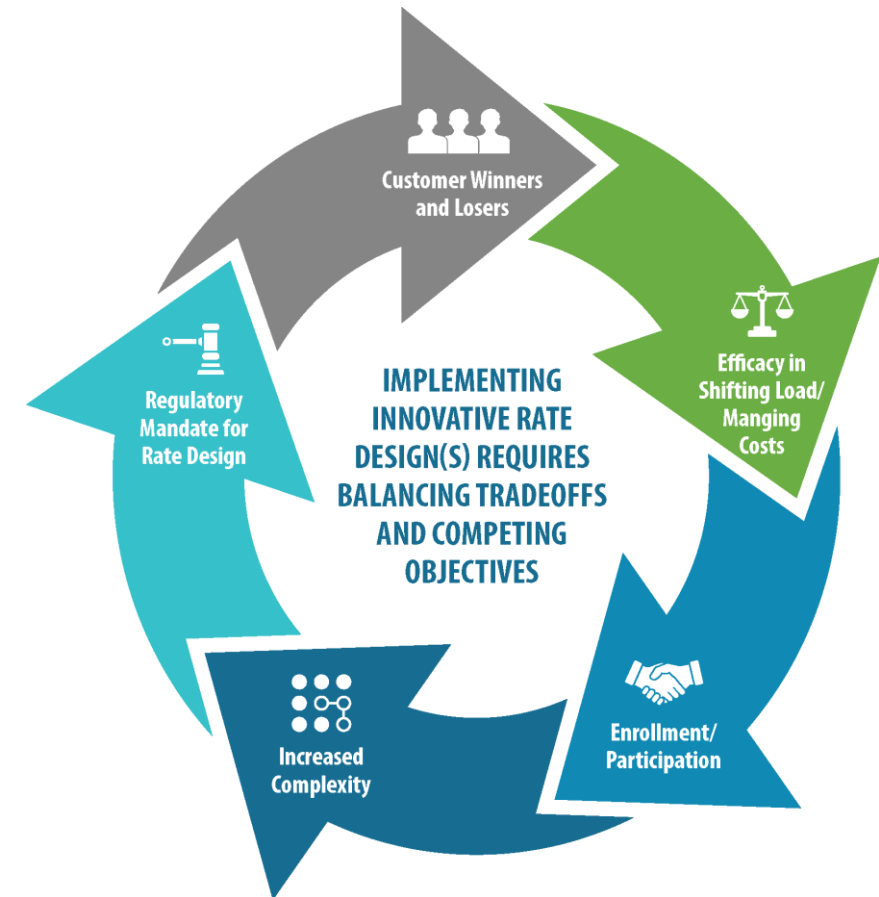 Customer Winners
and Losers
Efficacy in
Shifting Load/
Manging
Costs
Enrollment/
Participation
Increased
Complexity
Regulatory
Mandate for
Rate Design
IMPLEMENTING
INNOVATIVE RATE
DESIGN(S) REQUIRES
BALANCING TRADEOFFS
AND COMPETING
OBJECTIVES